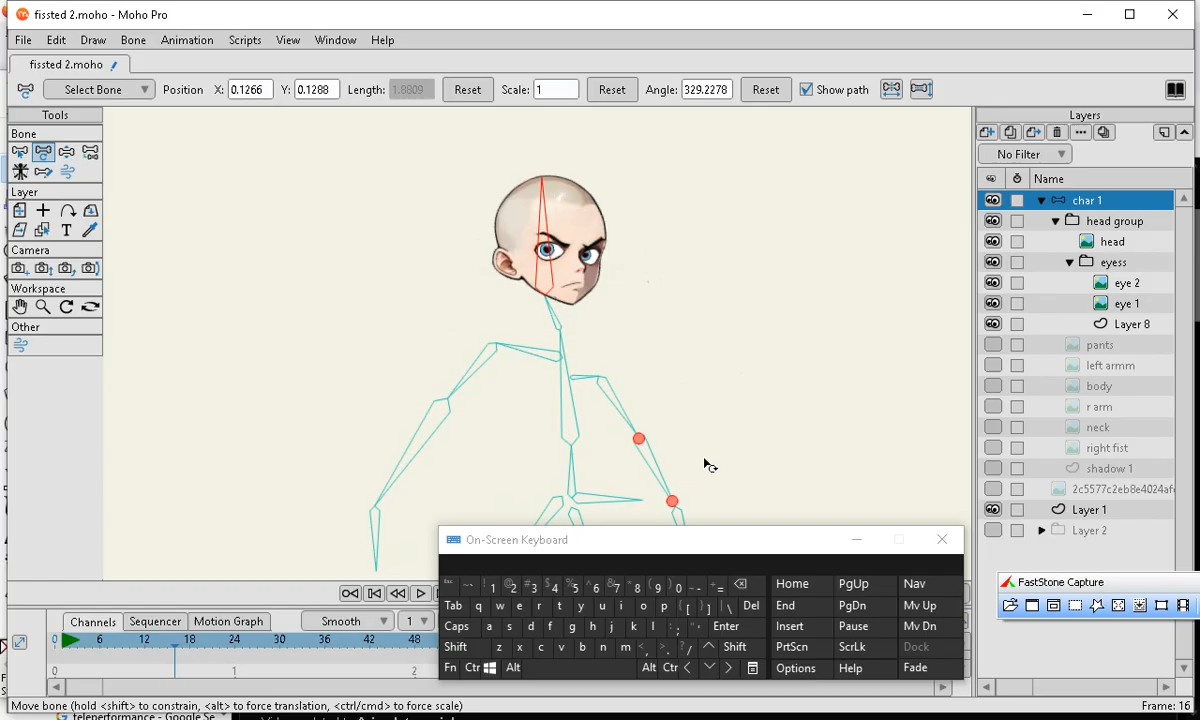 fissted 2.moho - Moho Pro
File Edit Draw Bone Animation Scripts View Window Help
fissted 2.moho
Select Bone Position X: 0.1266 Y: 0.1288 Length: 1.8809 Reset Scale: 1 Reset Angle: 329.2278 Reset Show path
Tools
Bone
Layer
T
Camera
Workspace
Other
Layers
No Filter
Name
char 1
head group
head
eyess
eye 2
eye 1
Layer 8
pants
left armm
body
r arm
neck
right fist
shadow 1
2c5577c2eb8e4024af
Layer 1
Layer 2
FastStone Capture
On-Screen Keyboard
esc ~` !1 @2 #3 $4 %5 ^6 &7 *8 (9 )0 _- += Home PgUp Nav
Tab q w e r t y u i o p {[ }] |\ Del End PgDn Mv Up
Caps a s d f g h j k l :; "' Enter Insert Pause Mv Dn
Shift z x c v b n m <, >. ?/ Shift PrtScn ScrLk Dock
Fn Ctr Alt Alt Ctr Options Help Fade
Channels Sequencer Motion Graph Smooth 1
0 6 12 18 24 30 36 42 48
0 1 2
Move bone (hold <shift> to constrain, <alt> to force translation, <ctrl/cmd> to force scale) Frame: 16
teleperformance - Google Se